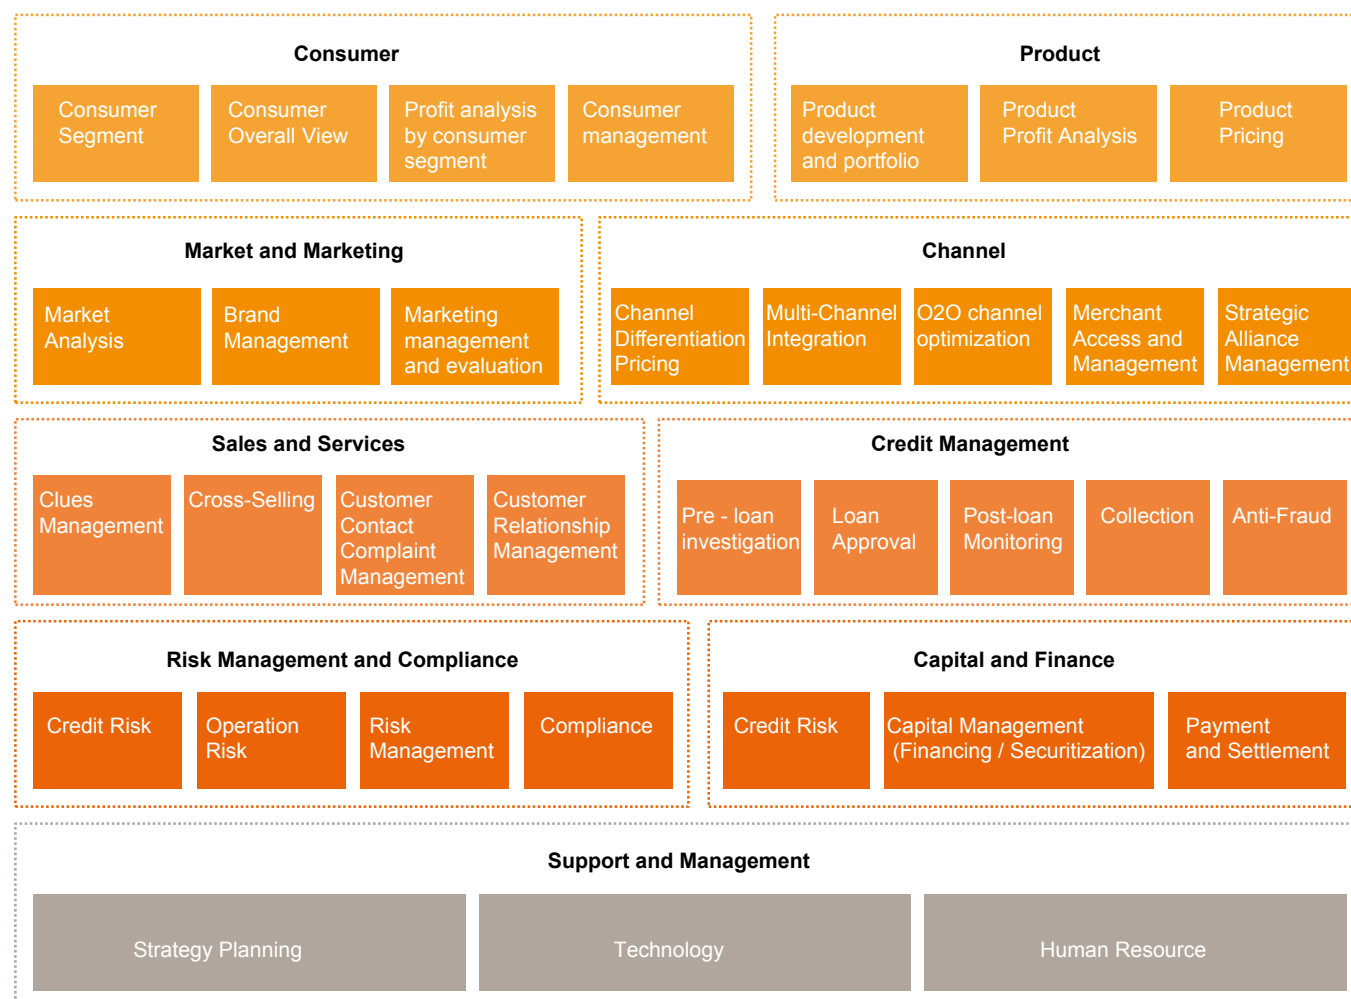 Consumer
Consumer
Segment
Consumer
Overall View
Profit analysis
by consumer
segment
Consumer
management
Product
Product
development
and portfolio
Product
Profit Analysis
Product
Pricing
Market and Marketing
Market
Analysis
Brand
Management
Marketing
management
and evaluation
Channel
Channel
Differentiation
Pricing
Multi-Channel
Integration
O2O channel
optimization
Merchant
Access and
Management
Strategic
Alliance
Management
Sales and Services
Clues
Management
Cross-Selling
Customer
Contact
Complaint
Management
Customer
Relationship
Management
Credit Management
Pre - loan
investigation
Loan
Approval
Post-loan
Monitoring
Collection
Anti-Fraud
Risk Management and Compliance
Credit Risk
Operation
Risk
Risk
Management
Compliance
Capital and Finance
Credit Risk
Capital Management
(Financing / Securitization)
Payment
and Settlement
Support and Management
Strategy Planning
Technology
Human Resource